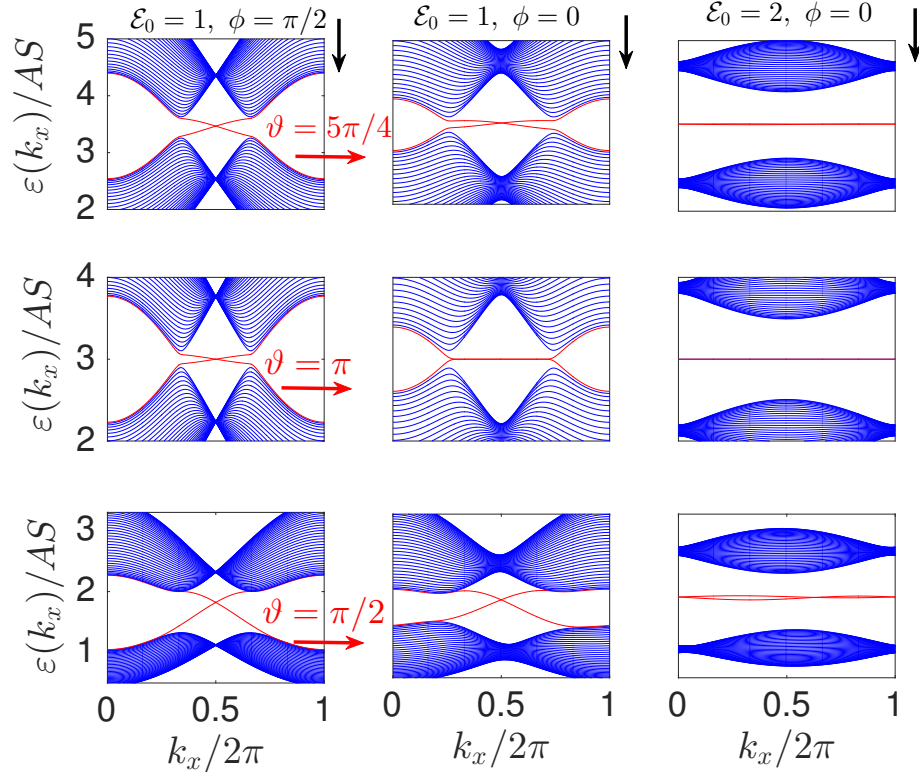 ℰ₀ = 1, ϕ = π/2
ℰ₀ = 1, ϕ = 0
ℰ₀ = 2, ϕ = 0
ε(kₓ)/AS
5
4
3
2
ϑ = 5π/4
ε(kₓ)/AS
4
3
2
ϑ = π
ε(kₓ)/AS
3
2
1
ϑ = π/2
0 0.5 1
0 0.5 1
0 0.5 1
kₓ/2π
kₓ/2π
kₓ/2π